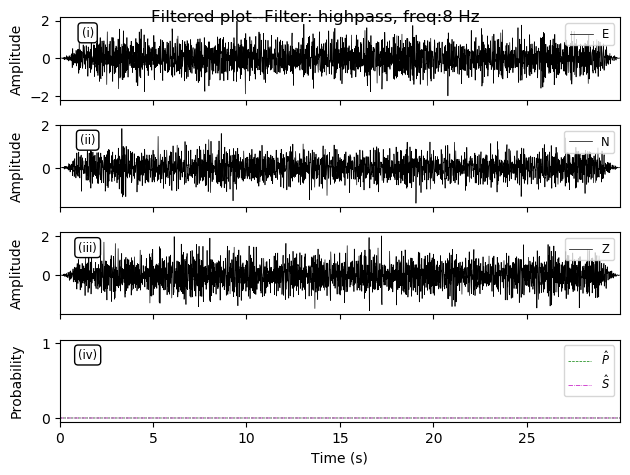 Filtered plot--Filter: highpass, freq:8 Hz
Amplitude
2
0
−2
(i)
E
Amplitude
2
0
(ii)
N
Amplitude
2
0
(iii)
Z
Probability
1
0
(iv)
P̂
Ŝ
0 5 10 15 20 25
Time (s)